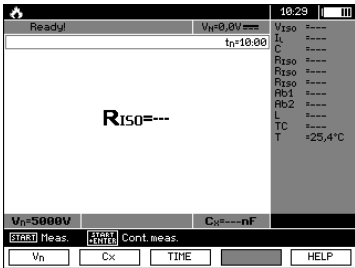 10:29
Ready! VN=0,0V
tn=10:00
RISO=---
VISO =---
IL =---
C =---
RISO =---
RISO =---
RISO =---
Ab1 =---
Ab2 =---
L =---
TC =---
T =25,4°C
Vn=5000V CX=---nF
START Meas. START +ENTER Cont.meas.
Vn Cx TIME HELP